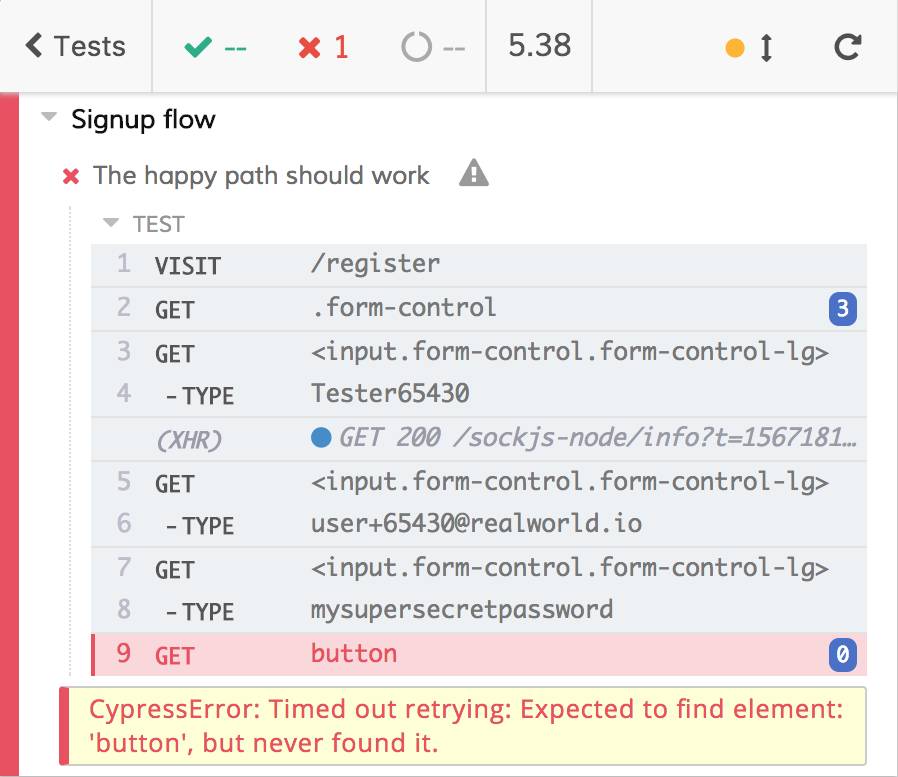 Tests -- 1 -- 5.38
Signup flow
The happy path should work
TEST
1 VISIT /register
2 GET .form-control 3
3 GET <input.form-control.form-control-lg>
4 -TYPE Tester65430
(XHR) GET 200 /sockjs-node/info?t=1567181…
5 GET <input.form-control.form-control-lg>
6 -TYPE user+65430@realworld.io
7 GET <input.form-control.form-control-lg>
8 -TYPE mysupersecretpassword
9 GET button 0
CypressError: Timed out retrying: Expected to find element:
'button', but never found it.